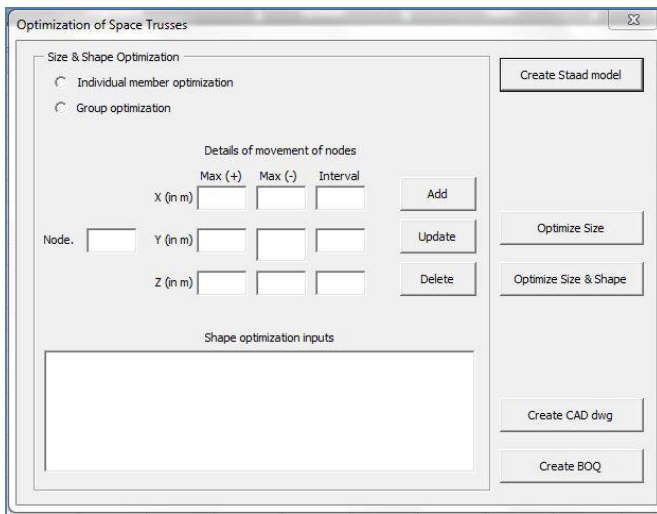 Optimization of Space Trusses
Size & Shape Optimization
Individual member optimization
Group optimization
Create Staad model
Details of movement of nodes
Max (+) Max (-) Interval
X (in m)
Add
Node.
Y (in m)
Update
Optimize Size
Z (in m)
Delete
Optimize Size & Shape
Shape optimization inputs
Create CAD dwg
Create BOQ